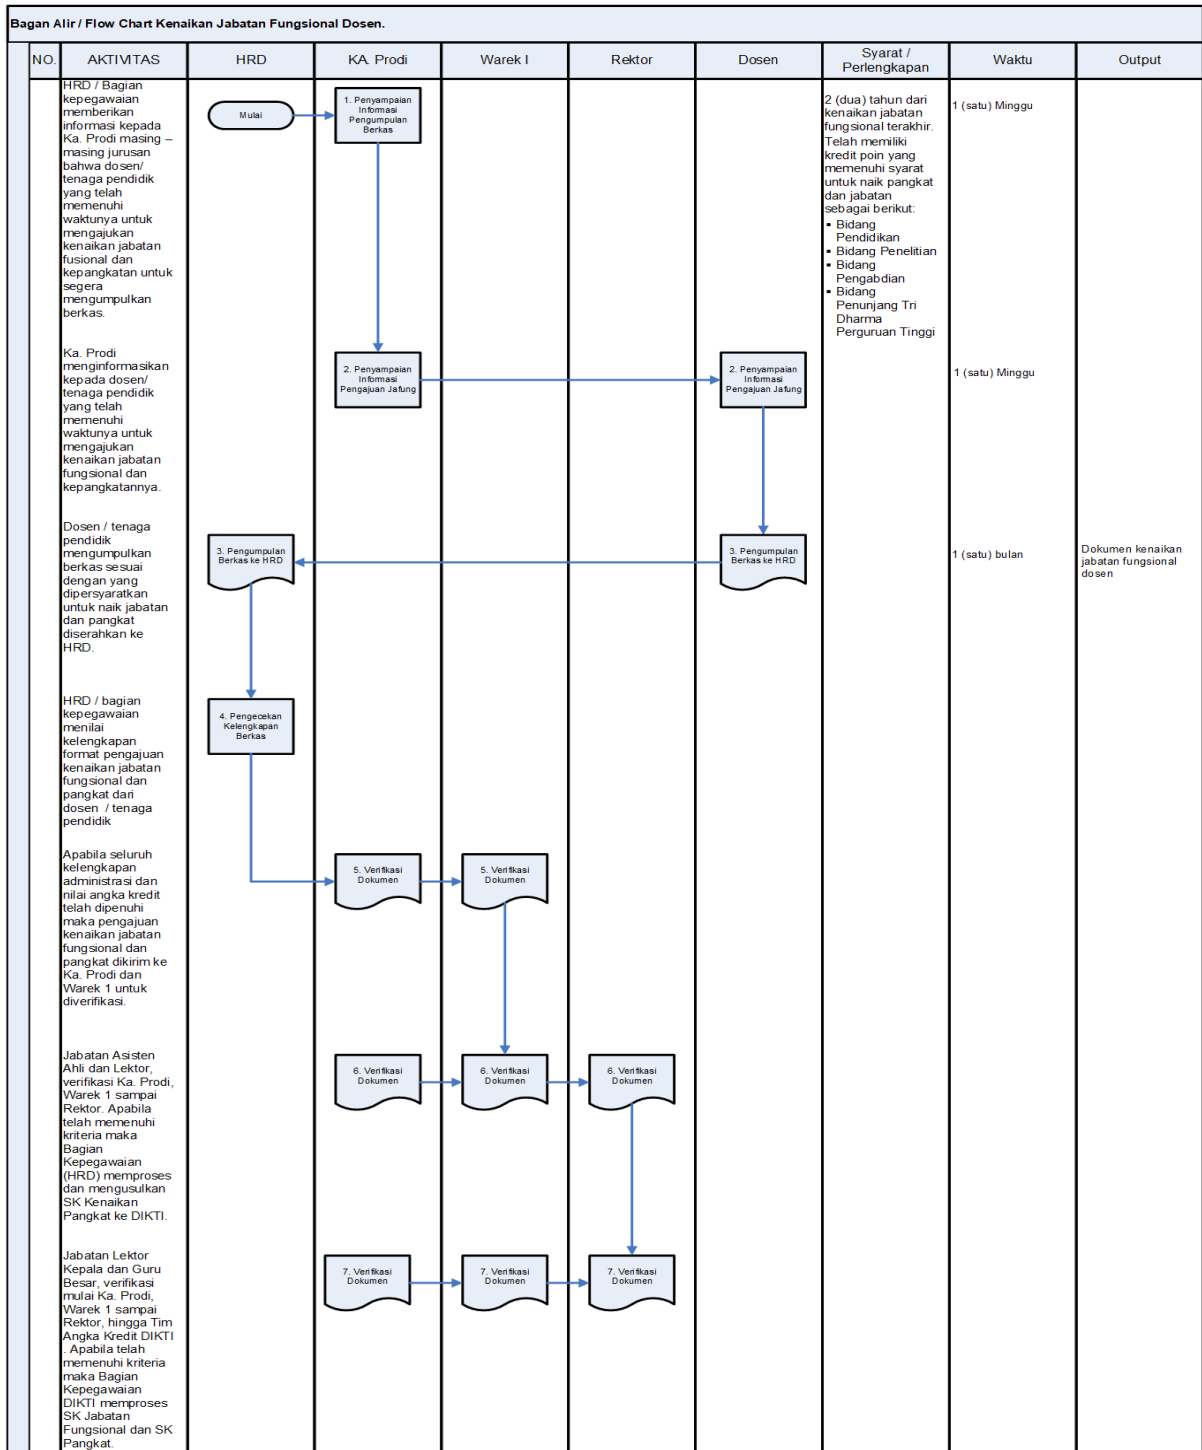 Bagan Alir / Flow Chart Kenaikan Jabatan Fungsional Dosen.
NO.
AKTIVITAS
HRD
KA. Prodi
Warek I
Rektor
Dosen
Syarat /
Perlengkapan
Waktu
Output
HRD / Bagian
kepegawaian
memberikan
informasi kepada
Ka. Prodi masing –
masing jurusan
bahwa dosen/
tenaga pendidik
yang telah
memenuhi
waktunya untuk
mengajukan
kenaikan jabatan
fusional dan
kepangkatan untuk
segera
mengumpulkan
berkas.
Mulai
1. Penyampaian
Informasi
Pengumpulan
Berkas
2 (dua) tahun dari
kenaikan jabatan
fungsional terakhir.
Telah memiliki
kredit poin yang
memenuhi syarat
untuk naik pangkat
dan jabatan
sebagai berikut:
▪ Bidang
Pendidikan
▪ Bidang Penelitian
▪ Bidang
Pengabdian
▪ Bidang
Penunjang Tri
Dharma
Perguruan Tinggi
1 (satu) Minggu
Ka. Prodi
menginformasikan
kepada dosen/
tenaga pendidik
yang telah
memenuhi
waktunya untuk
mengajukan
kenaikan jabatan
fungsional dan
kepangkatannya.
2. Penyampaian
Informasi
Pengajuan Jafung
2. Penyampaian
Informasi
Pengajuan Jafung
1 (satu) Minggu
Dosen / tenaga
pendidik
mengumpulkan
berkas sesuai
dengan yang
dipersyaratkan
untuk naik jabatan
dan pangkat
diserahkan ke
HRD.
3. Pengumpulan
Berkas ke HRD
3. Pengumpulan
Berkas ke HRD
1 (satu) bulan
Dokumen kenaikan
jabatan fungsional
dosen
HRD / bagian
kepegawaian
menilai
kelengkapan
format pengajuan
kenaikan jabatan
fungsional dan
pangkat dari
dosen / tenaga
pendidik
4. Pengecekan
Kelengkapan
Berkas
Apabila seluruh
kelengkapan
administrasi dan
nilai angka kredit
telah dipenuhi
maka pengajuan
kenaikan jabatan
fungsional dan
pangkat dikirim ke
Ka. Prodi dan
Warek 1 untuk
diverifikasi.
5. Verifikasi
Dokumen
5. Verifikasi
Dokumen
Jabatan Asisten
Ahli dan Lektor,
verifikasi Ka. Prodi,
Warek 1 sampai
Rektor. Apabila
telah memenuhi
kriteria maka
Bagian
Kepegawaian
(HRD) memproses
dan mengusulkan
SK Kenaikan
Pangkat ke DIKTI.
6. Verifikasi
Dokumen
6. Verifikasi
Dokumen
6. Verifikasi
Dokumen
Jabatan Lektor
Kepala dan Guru
Besar, verifikasi
mulai Ka. Prodi,
Warek 1 sampai
Rektor, hingga Tim
Angka Kredit DIKTI
. Apabila telah
memenuhi kriteria
maka Bagian
Kepegawaian
DIKTI memproses
SK Jabatan
Fungsional dan SK
Pangkat.
7. Verifikasi
Dokumen
7. Verifikasi
Dokumen
7. Verifikasi
Dokumen